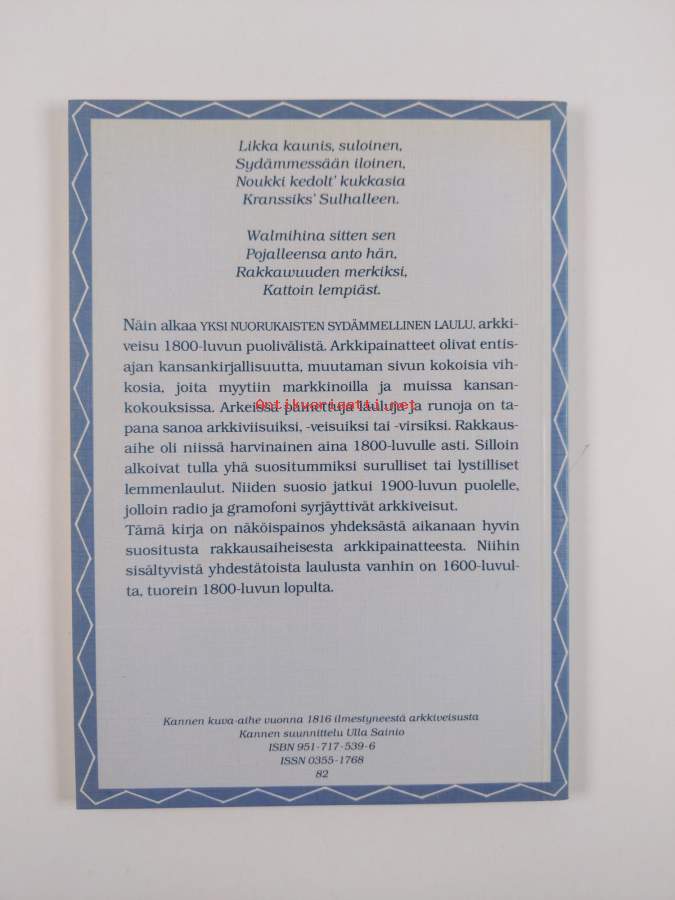 Likka kaunis, suloinen,
Sydämmessään iloinen,
Noukki kedolt' kukkasia
Kranssiks' Sulhalleen.
Walmihina sitten sen
Pojalleensa anto hän,
Rakkawuuden merkiksi,
Kattoin lempiäst.
Näin alkaa YKSI NUORUKAISTEN SYDÄMMELLINEN LAULU, arkki-
veisu 1800-luvun puolivälistä. Arkkipainatteet olivat entis-
ajan kansankirjallisuutta, muutaman sivun kokoisia vih-
kosia, joita myytiin markkinoilla ja muissa kansan-
kokouksissa. Arkeissa painettuja lauluja ja runoja on ta-
Antikvariaatti.net
pana sanoa arkkiviisuiksi, -veisuiksi tai -virsiksi. Rakkaus-
aihe oli niissä harvinainen aina 1800-luvulle asti. Silloin
alkoivat tulla yhä suositummiksi surulliset tai lystilliset
lemmenlaulut. Niiden suosio jatkui 1900-luvun puolelle,
jolloin radio ja gramofoni syrjäyttivät arkkiveisut.
Tämä kirja on näköispainos yhdeksästä aikanaan hyvin
suositusta rakkausaiheisesta arkkipainatteesta. Niihin
sisältyvistä yhdestätoista laulusta vanhin on 1600-luvul-
ta, tuorein 1800-luvun lopulta.
Kannen kuva-aihe vuonna 1816 ilmestyneestä arkkiveisusta
Kannen suunnittelu Ulla Sainio
ISBN 951-717-539-6
ISSN 0355-1768
82